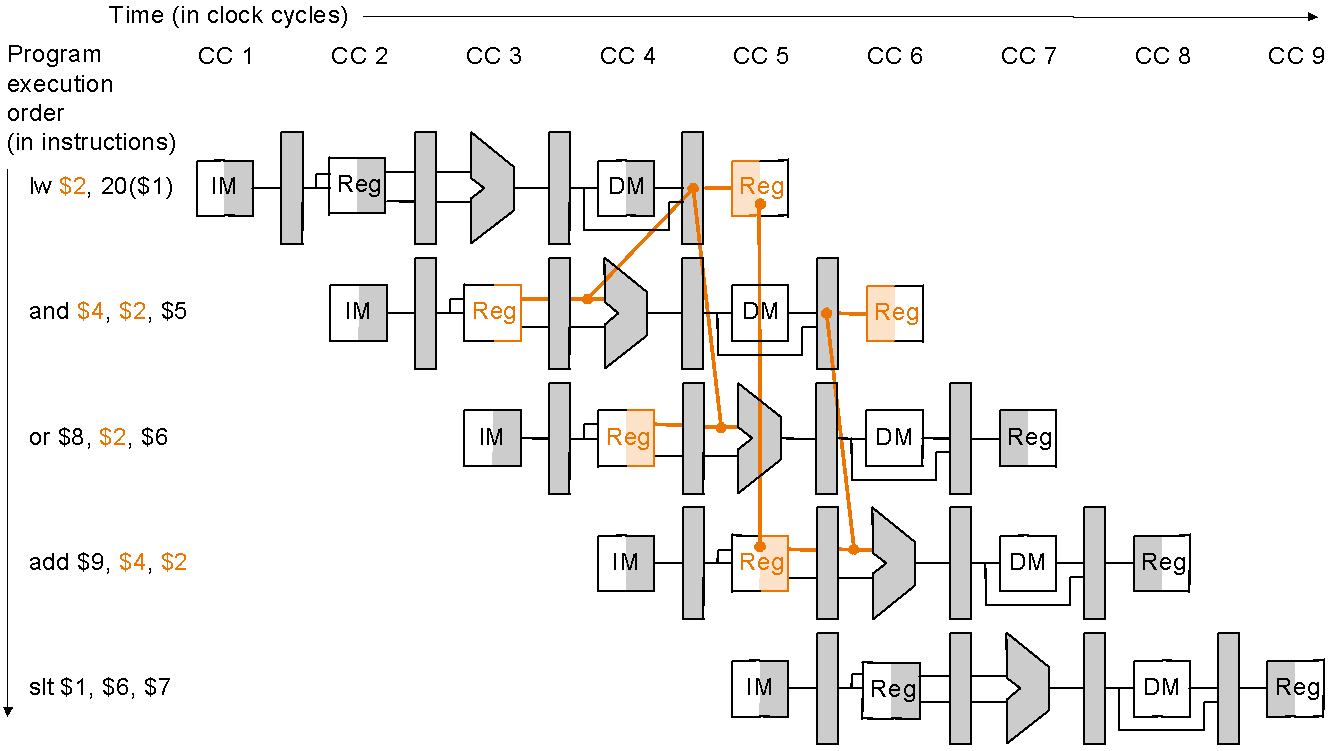 Time (in clock cycles)
Program
execution
order
(in instructions)
CC 1 CC 2 CC 3 CC 4 CC 5 CC 6 CC 7 CC 8 CC 9
lw $2, 20($1) IM Reg DM Reg
and $4, $2, $5 IM Reg DM Reg
or $8, $2, $6 IM Reg DM Reg
add $9, $4, $2 IM Reg DM Reg
slt $1, $6, $7 IM Reg DM Reg